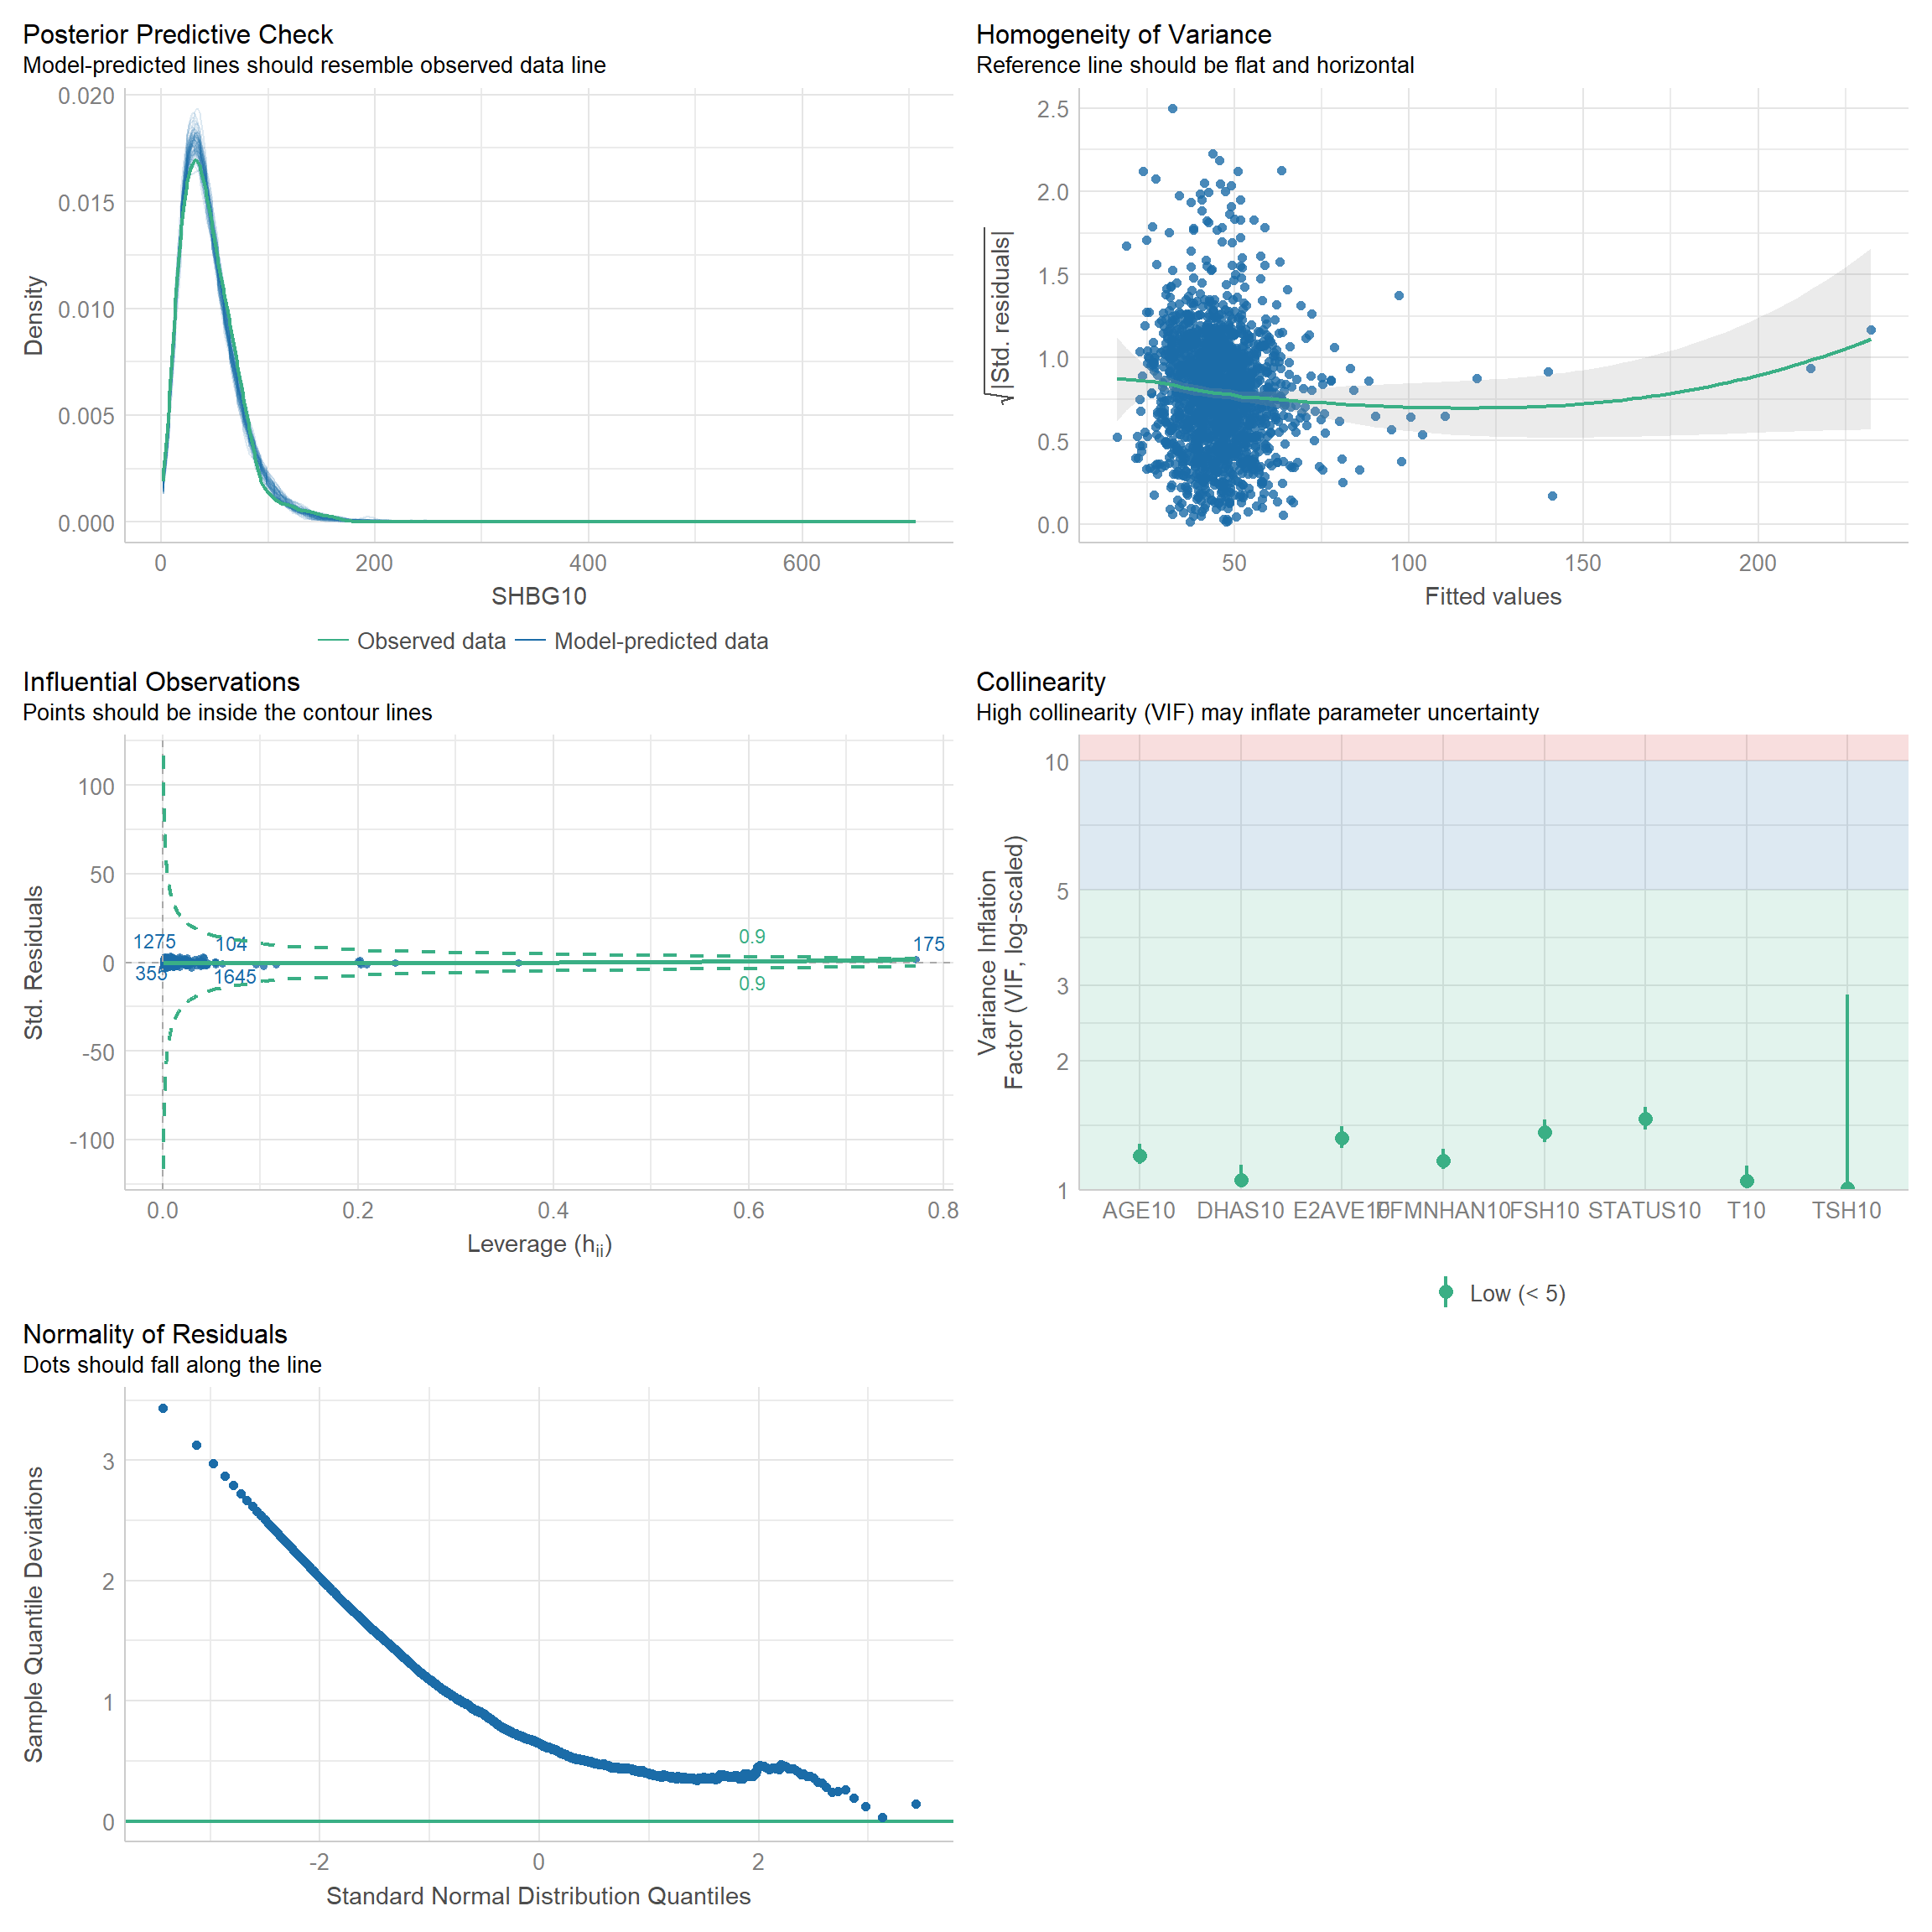 Posterior Predictive Check
Model-predicted lines should resemble observed data line
0.020
0.015
0.010
0.005
0.000
Density
0
200
400
600
SHBG10
Observed data
Model-predicted data
Homogeneity of Variance
Reference line should be flat and horizontal
2.5
2.0
1.5
1.0
0.5
0.0
√|Std. residuals|
50
100
150
200
Fitted values
Influential Observations
Points should be inside the contour lines
100
50
0
-50
-100
Std. Residuals
1275
104
0.9
175
355
1645
0.9
0.0
0.2
0.4
0.6
0.8
Leverage (hii)
Collinearity
High collinearity (VIF) may inflate parameter uncertainty
10
5
3
2
1
Variance Inflation
Factor (VIF, log-scaled)
AGE10
DHAS10
E2AVE10
FSH10
STATUS10
T10
TSH10
Low (< 5)
Normality of Residuals
Dots should fall along the line
3
2
1
0
Sample Quantile Deviations
-2
0
2
Standard Normal Distribution Quantiles